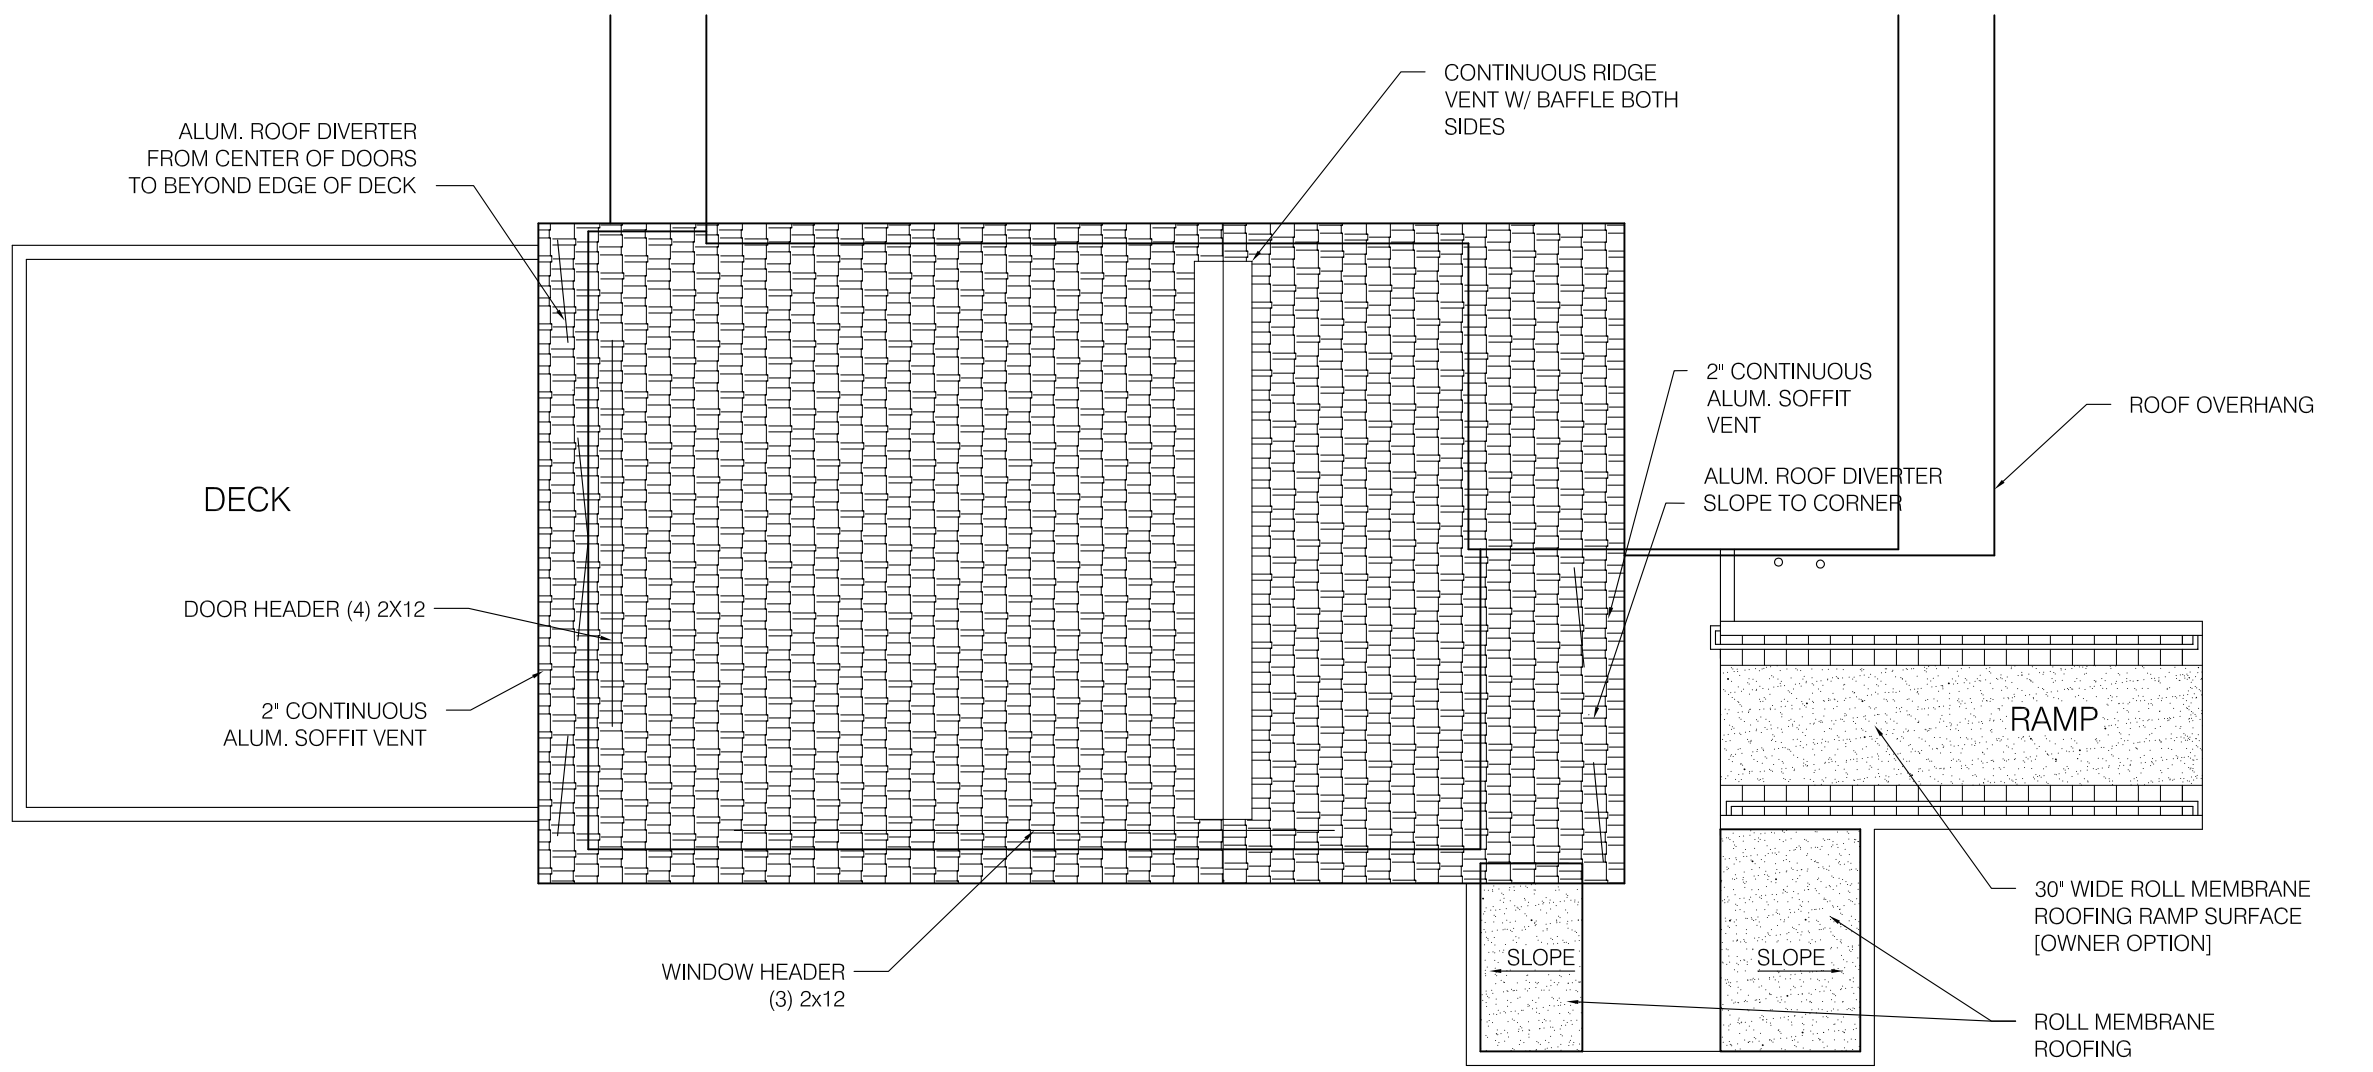 CONTINUOUS RIDGE
VENT W/ BAFFLE BOTH
SIDES
ALUM. ROOF DIVERTER
FROM CENTER OF DOORS
TO BEYOND EDGE OF DECK
2" CONTINUOUS
ALUM. SOFFIT
VENT
ROOF OVERHANG
ALUM. ROOF DIVERTER
SLOPE TO CORNER
DECK
DOOR HEADER (4) 2X12
2" CONTINUOUS
ALUM. SOFFIT VENT
RAMP
30" WIDE ROLL MEMBRANE
ROOFING RAMP SURFACE
[OWNER OPTION]
WINDOW HEADER
(3) 2x12
SLOPE
SLOPE
ROLL MEMBRANE
ROOFING